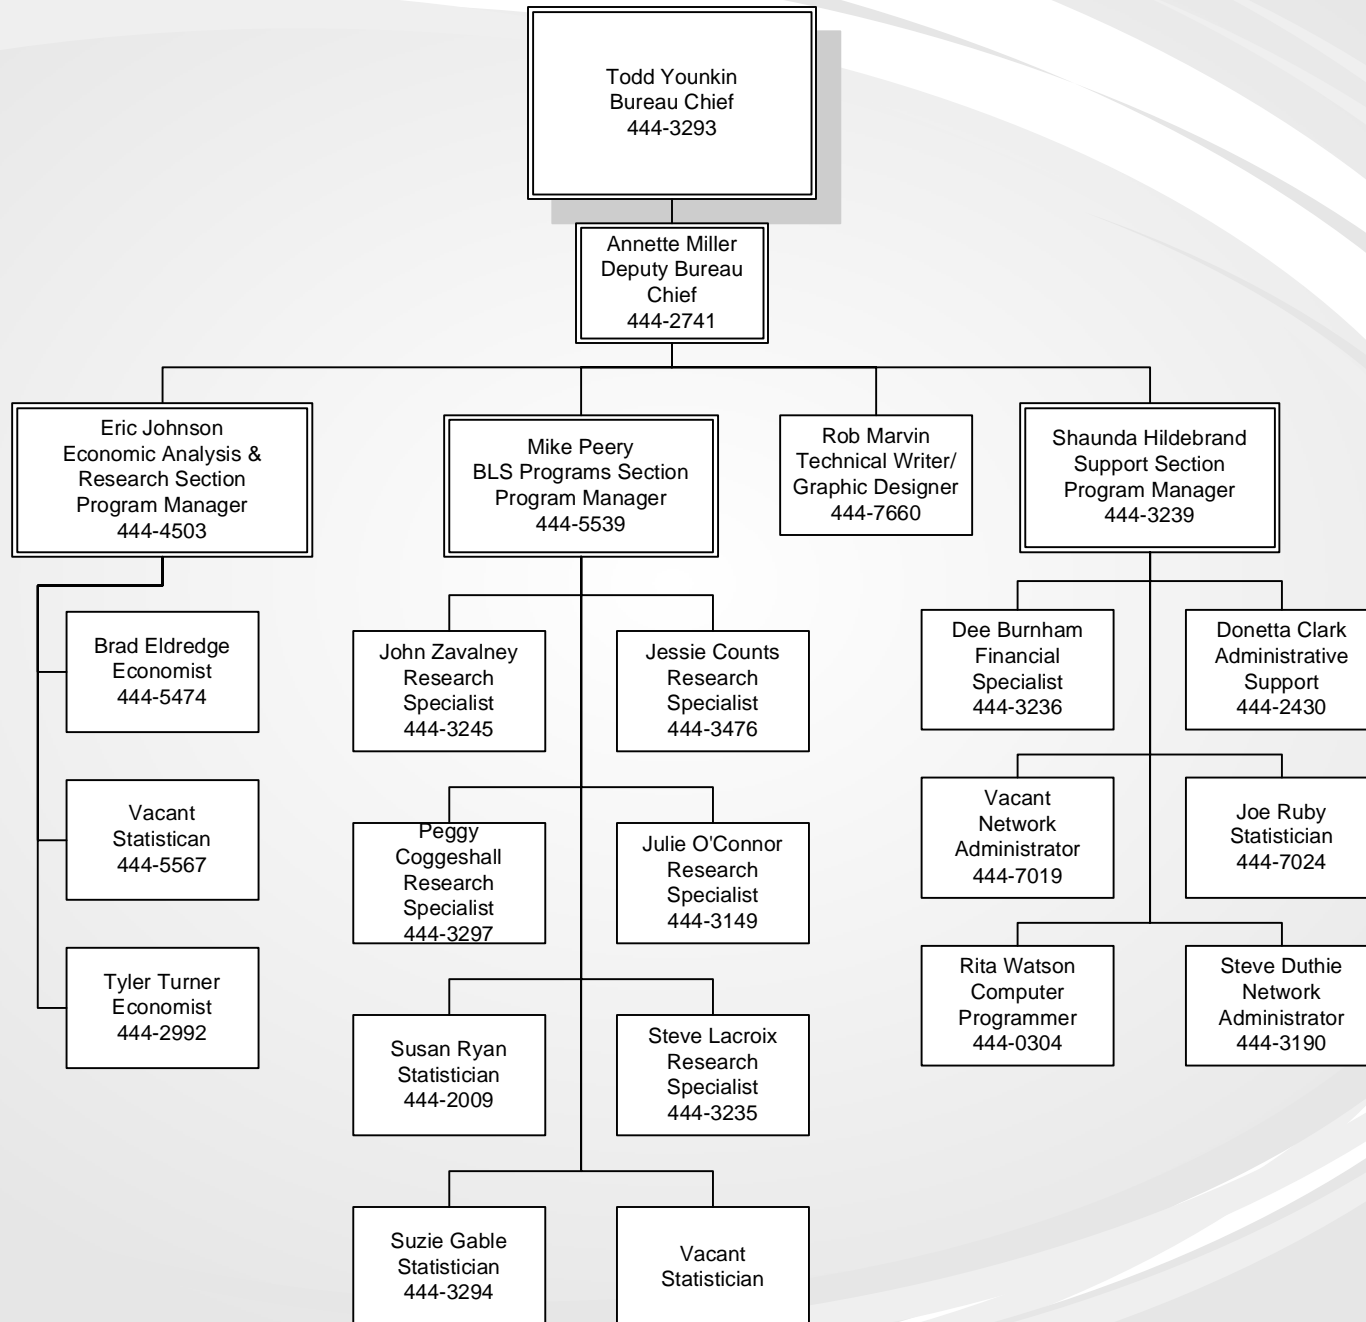 Todd Younkin
Bureau Chief
444-3293
Annette Miller
Deputy Bureau
Chief
444-2741
Eric Johnson
Economic Analysis &
Research Section
Program Manager
444-4503
Mike Peery
BLS Programs Section
Program Manager
444-5539
Rob Marvin
Technical Writer/
Graphic Designer
444-7660
Shaunda Hildebrand
Support Section
Program Manager
444-3239
Brad Eldredge
Economist
444-5474
Vacant
Statistican
444-5567
Tyler Turner
Economist
444-2992
John Zavalney
Research
Specialist
444-3245
Jessie Counts
Research
Specialist
444-3476
Peggy
Coggeshall
Research
Specialist
444-3297
Julie O'Connor
Research
Specialist
444-3149
Susan Ryan
Statistician
444-2009
Steve Lacroix
Research
Specialist
444-3235
Suzie Gable
Statistician
444-3294
Vacant
Statistician
Dee Burnham
Financial
Specialist
444-3236
Donetta Clark
Administrative
Support
444-2430
Vacant
Network
Administrator
444-7019
Joe Ruby
Statistician
444-7024
Rita Watson
Computer
Programmer
444-0304
Steve Duthie
Network
Administrator
444-3190